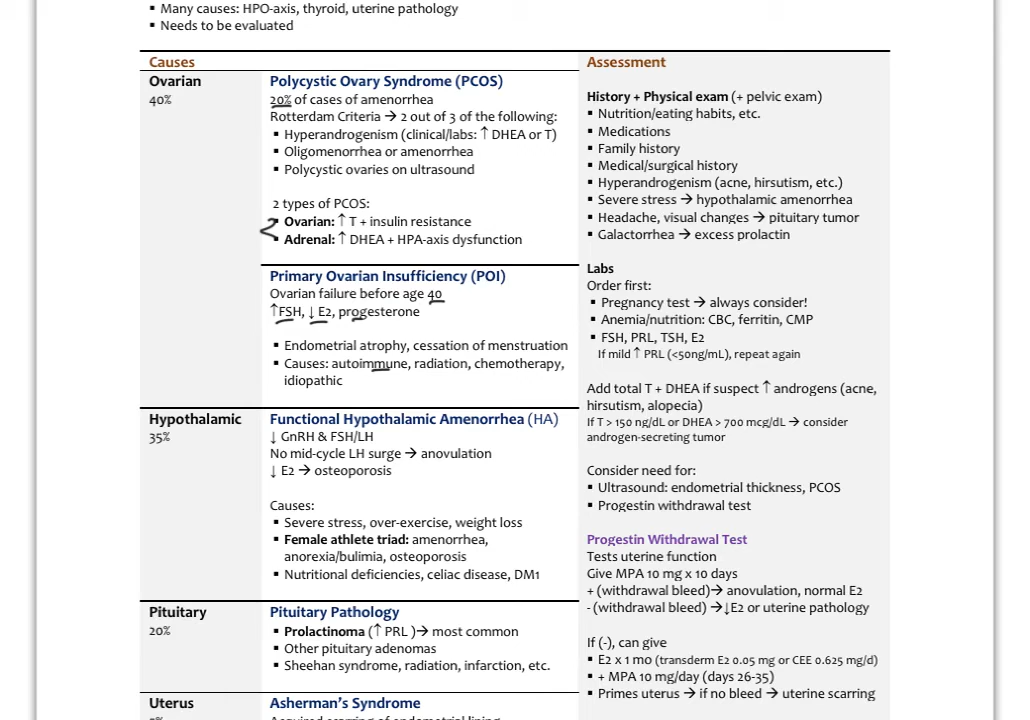 ▪ Many causes: HPO-axis, thyroid, uterine pathology
▪ Needs to be evaluated
Causes
Ovarian
40%
Polycystic Ovary Syndrome (PCOS)
20% of cases of amenorrhea
Rotterdam Criteria → 2 out of 3 of the following:
▪ Hyperandrogenism (clinical/labs: ↑ DHEA or T)
▪ Oligomenorrhea or amenorrhea
▪ Polycystic ovaries on ultrasound
2 types of PCOS:
▪ Ovarian: ↑ T + insulin resistance
▪ Adrenal: ↑ DHEA + HPA-axis dysfunction
Primary Ovarian Insufficiency (POI)
Ovarian failure before age 40
↑FSH, ↓ E2, progesterone
▪ Endometrial atrophy, cessation of menstruation
▪ Causes: autoimmune, radiation, chemotherapy,
idiopathic
Hypothalamic
35%
Functional Hypothalamic Amenorrhea (HA)
↓ GnRH & FSH/LH
No mid-cycle LH surge → anovulation
↓ E2 → osteoporosis
Causes:
▪ Severe stress, over-exercise, weight loss
▪ Female athlete triad: amenorrhea,
anorexia/bulimia, osteoporosis
▪ Nutritional deficiencies, celiac disease, DM1
Pituitary
20%
Pituitary Pathology
▪ Prolactinoma (↑ PRL )→ most common
▪ Other pituitary adenomas
▪ Sheehan syndrome, radiation, infarction, etc.
Uterus
Asherman's Syndrome
Acquired scarring of endometrial lining
Assessment
History + Physical exam (+ pelvic exam)
▪ Nutrition/eating habits, etc.
▪ Medications
▪ Family history
▪ Medical/surgical history
▪ Hyperandrogenism (acne, hirsutism, etc.)
▪ Severe stress → hypothalamic amenorrhea
▪ Headache, visual changes → pituitary tumor
▪ Galactorrhea → excess prolactin
Labs
Order first:
▪ Pregnancy test → always consider!
▪ Anemia/nutrition: CBC, ferritin, CMP
▪ FSH, PRL, TSH, E2
If mild ↑ PRL (<50ng/mL), repeat again
Add total T + DHEA if suspect ↑ androgens (acne,
hirsutism, alopecia)
If T > 150 ng/dL or DHEA > 700 mcg/dL → consider
androgen-secreting tumor
Consider need for:
▪ Ultrasound: endometrial thickness, PCOS
▪ Progestin withdrawal test
Progestin Withdrawal Test
Tests uterine function
Give MPA 10 mg x 10 days
+ (withdrawal bleed)→ anovulation, normal E2
- (withdrawal bleed) →↓E2 or uterine pathology
If (-), can give
▪ E2 x 1 mo (transderm E2 0.05 mg or CEE 0.625 mg/d)
▪ + MPA 10 mg/day (days 26-35)
▪ Primes uterus → if no bleed → uterine scarring